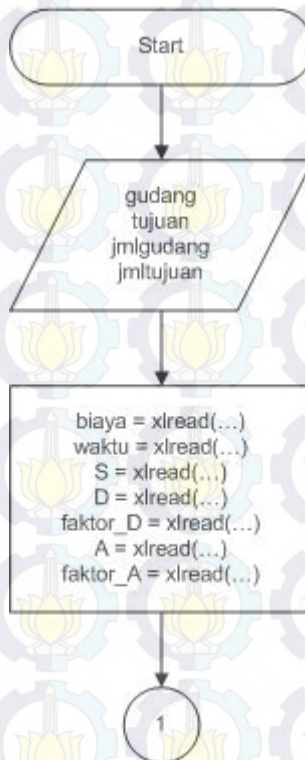 Start
gudang
tujuan
jmlgudang
jmltujuan
biaya = xlread(...)
waktu = xlread(...)
S = xlread(...)
D = xlread(...)
faktor_D = xlread(...)
A = xlread(...)
faktor_A = xlread(...)
1